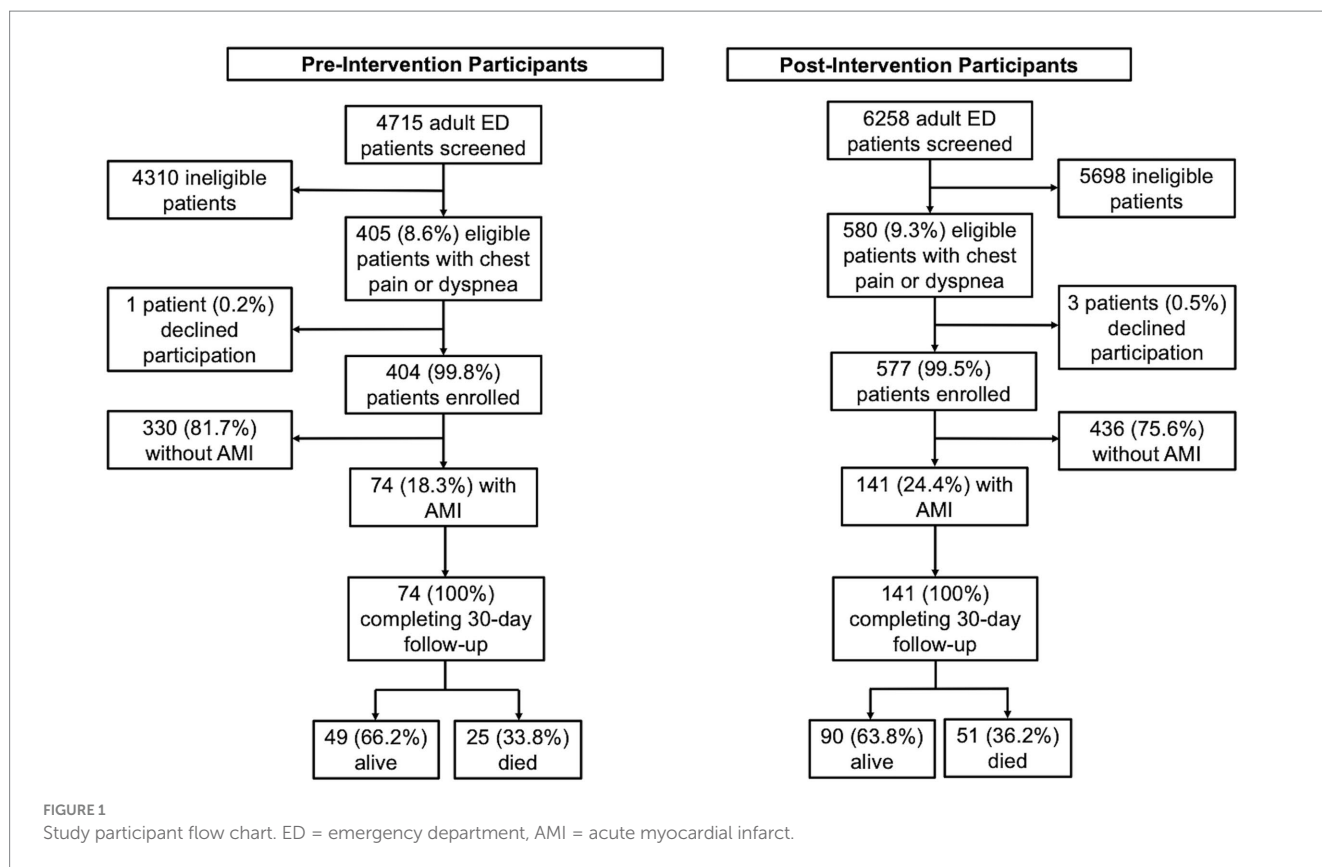 Pre-Intervention Participants
4715 adult ED
patients screened
4310 ineligible
patients
405 (8.6%) eligible
patients with chest
pain or dyspnea
1 patient (0.2%)
declined
participation
404 (99.8%)
patients enrolled
330 (81.7%)
without AMI
74 (18.3%) with
AMI
74 (100%)
completing 30-day
follow-up
49 (66.2%)
alive
25 (33.8%)
died
Post-Intervention Participants
6258 adult ED
patients screened
5698 ineligible
patients
580 (9.3%) eligible
patients with chest
pain or dyspnea
3 patients (0.5%)
declined
participation
577 (99.5%)
patients enrolled
436 (75.6%)
without AMI
141 (24.4%) with
AMI
141 (100%)
completing 30-day
follow-up
90 (63.8%)
alive
51 (36.2%)
died
FIGURE 1
Study participant flow chart. ED = emergency department, AMI = acute myocardial infarct.